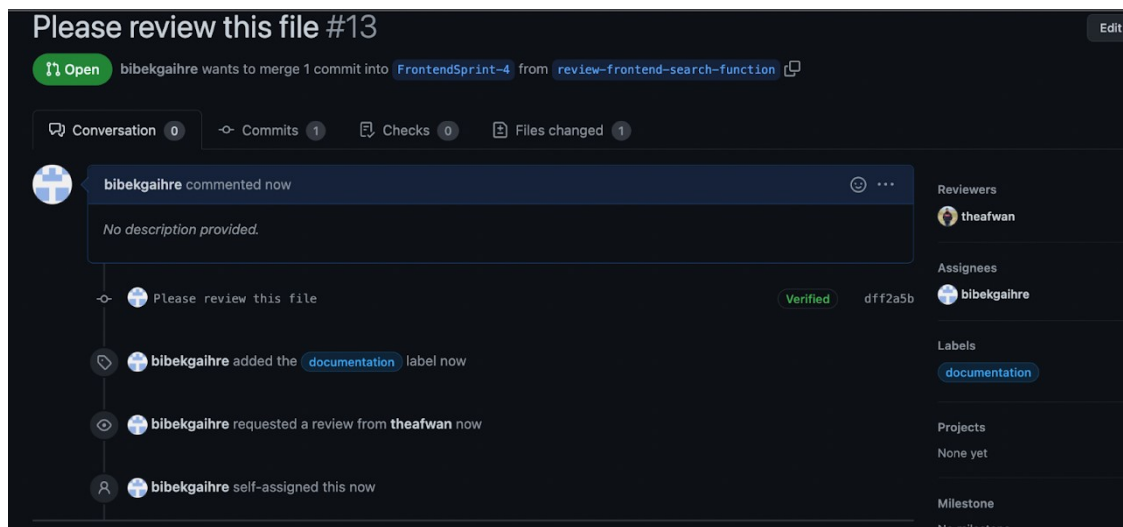 Please review this file #13
Edit
Open bibekgaihre wants to merge 1 commit into FrontendSprint-4 from review-frontend-search-function
Conversation 0 Commits 1 Checks 0 Files changed 1
bibekgaihre commented now
No description provided.
Please review this file Verified dff2a5b
bibekgaihre added the documentation label now
bibekgaihre requested a review from theafwan now
bibekgaihre self-assigned this now
Reviewers
theafwan
Assignees
bibekgaihre
Labels
documentation
Projects
None yet
Milestone